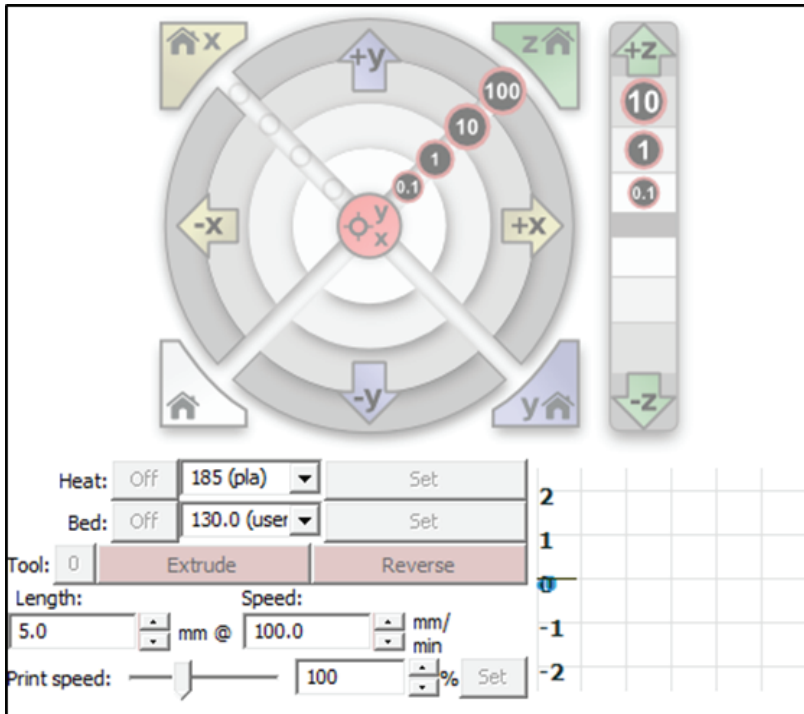 x
+y
z
+z
100
10
10
1
1
0.1
0.1
-x
y
x
+x
-y
y
-z
Heat: Off 185 (pla) Set
Bed: Off 130.0 (user Set
Tool: 0 Extrude Reverse
Length: Speed:
5.0 mm @ 100.0 mm/
min
Print speed: 100 % Set
2
1
0
-1
-2